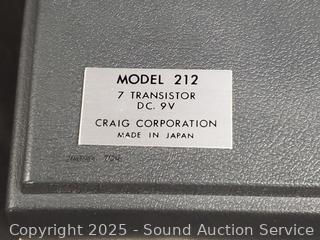 MODEL 212
7 TRANSISTOR
DC. 9V
CRAIG CORPORATION
MADE IN JAPAN
Copyright © 2025 - Sound Auction Service